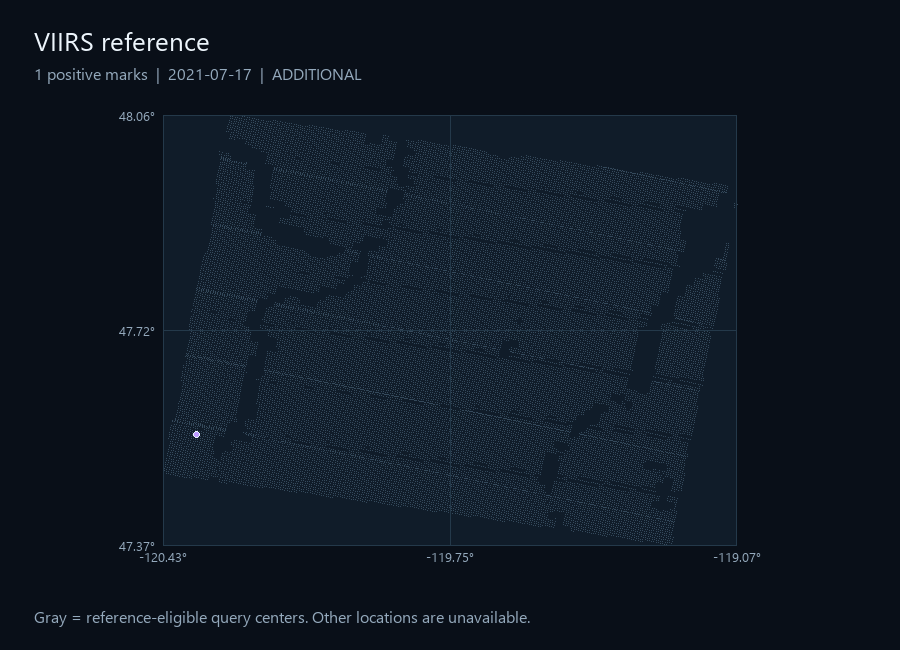 VIIRS reference
1 positive marks | 2021-07-17 | ADDITIONAL
48.06°
47.72°
47.37°
-120.43°
-119.75°
-119.07°
Gray = reference-eligible query centers. Other locations are unavailable.